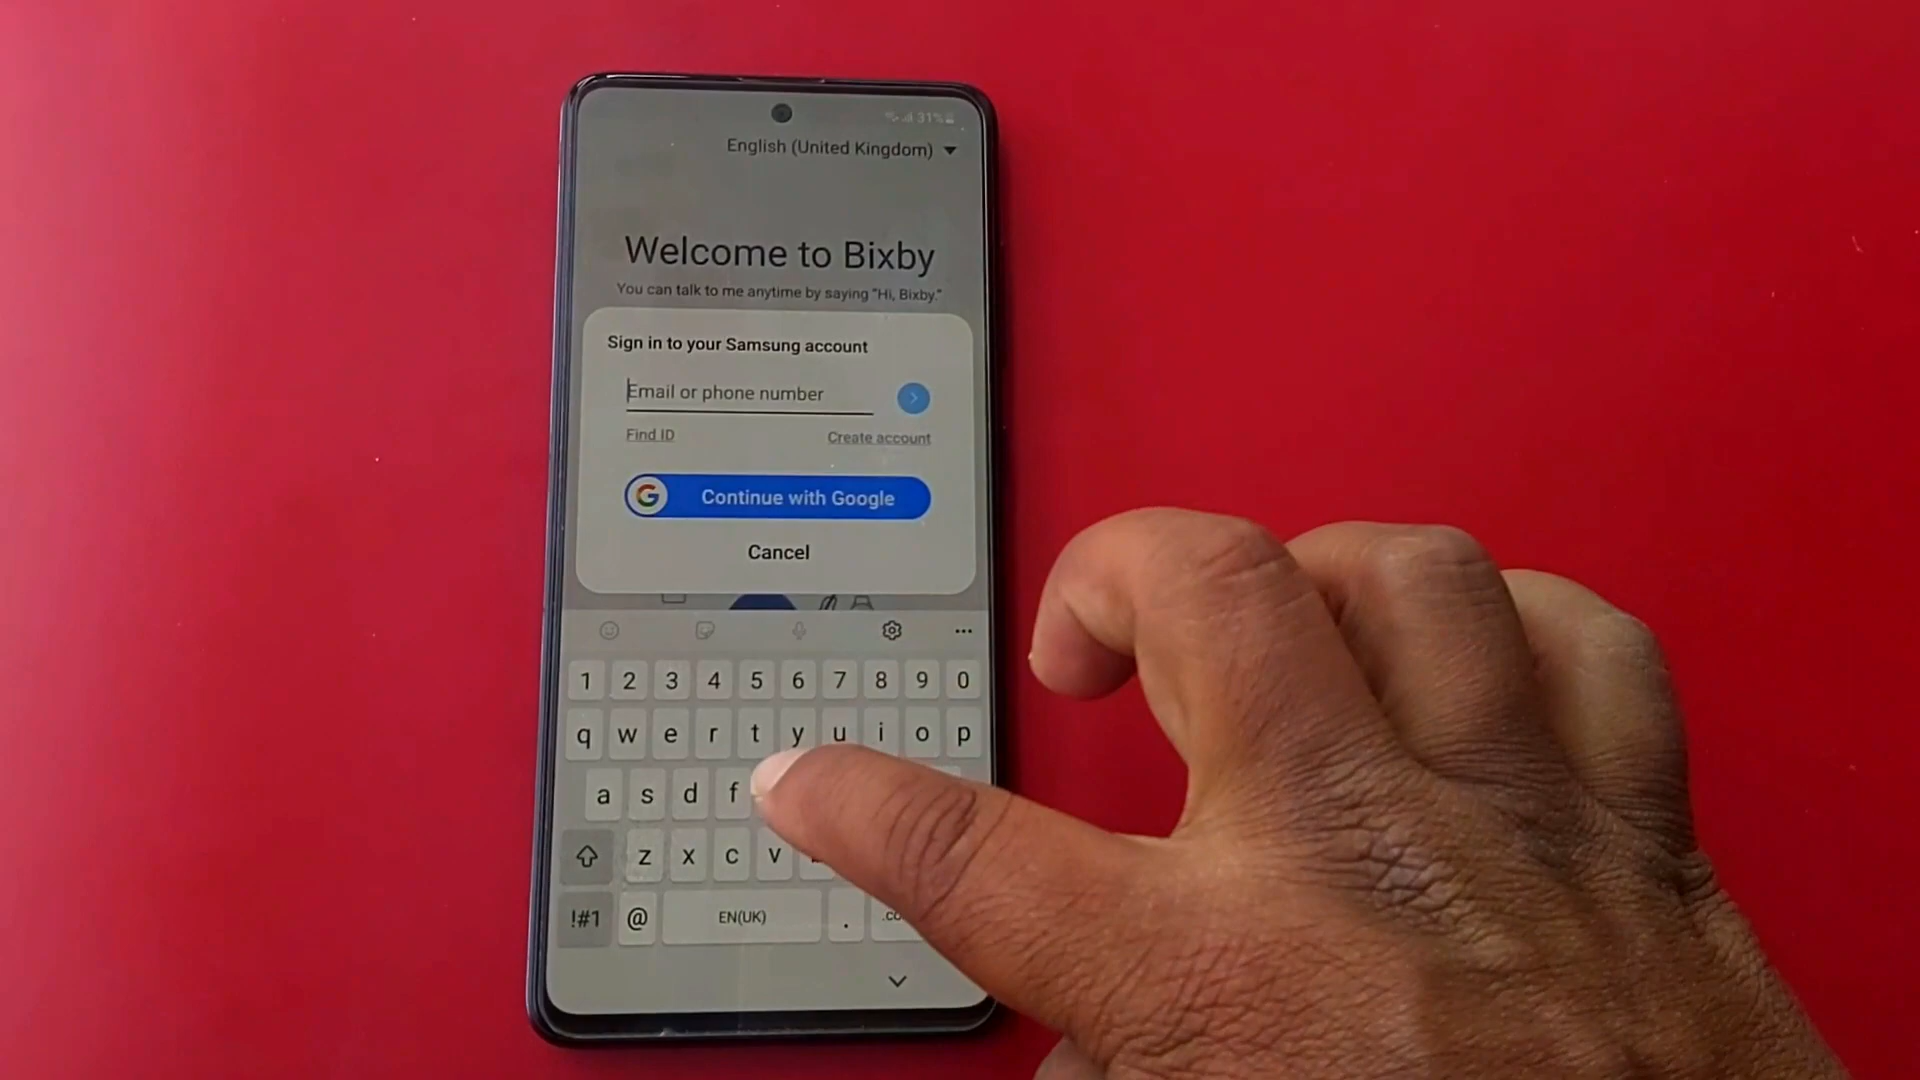 31%
English (United Kingdom)
Welcome to Bixby
You can talk to me anytime by saying "Hi, Bixby."
Sign in to your Samsung account
Email or phone number
Find ID
Create account
G Continue with Google
Cancel
1 2 3 4 5 6 7 8 9 0
q w e r t y u i o p
a s d f
z x c v
!#1 @ EN(UK) .